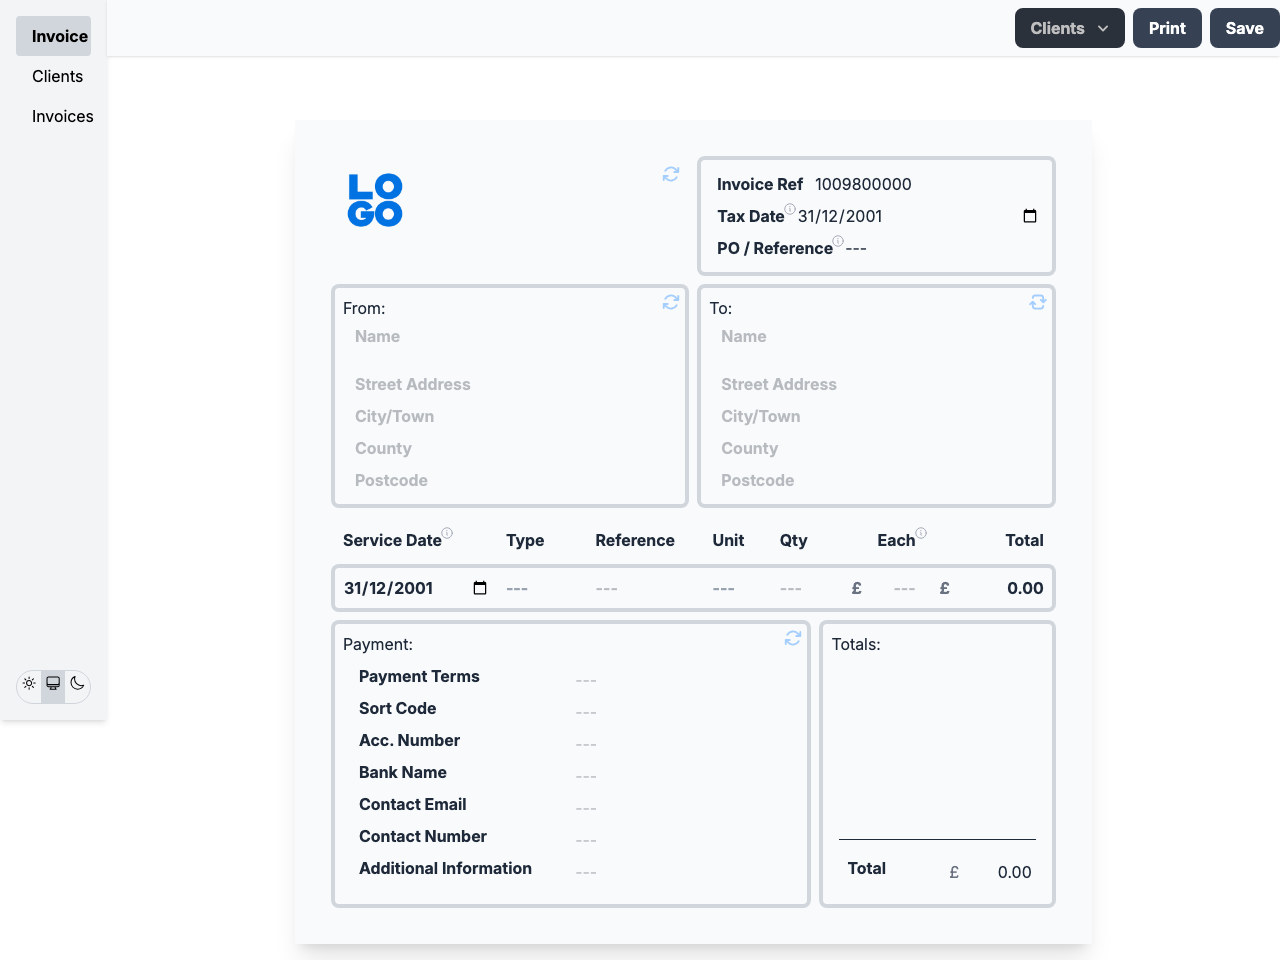 Invoice
Clients
Invoices
Clients
Print
Save
LO
GO
Invoice Ref 1009800000
Tax Date 31/12/2001
PO / Reference ---
From:
Name
Street Address
City/Town
County
Postcode
To:
Name
Street Address
City/Town
County
Postcode
Service Date Type Reference Unit Qty Each Total
31/12/2001 --- --- --- --- £ --- £ 0.00
Payment:
Payment Terms ---
Sort Code ---
Acc. Number ---
Bank Name ---
Contact Email ---
Contact Number ---
Additional Information ---
Totals:
Total £ 0.00